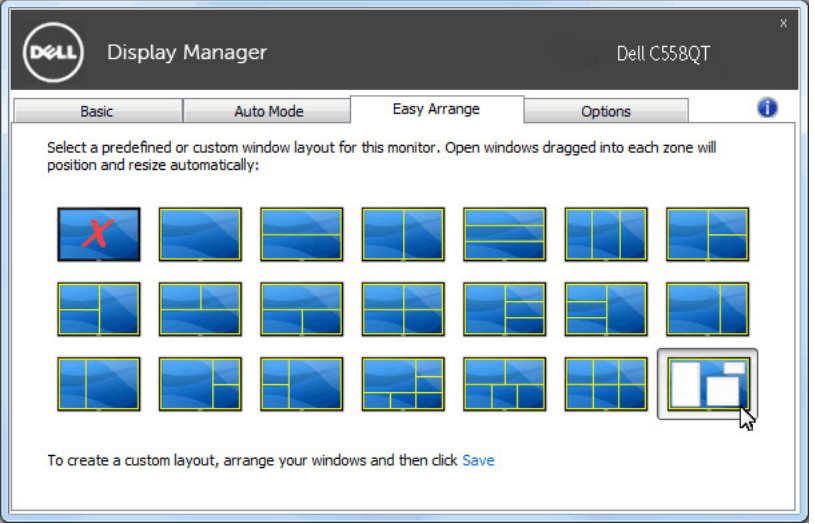 DELL
Display Manager
Dell C558QT
x
Basic
Auto Mode
Easy Arrange
Options
i
Select a predefined or custom window layout for this monitor. Open windows dragged into each zone will
position and resize automatically:
X
To create a custom layout, arrange your windows and then click Save